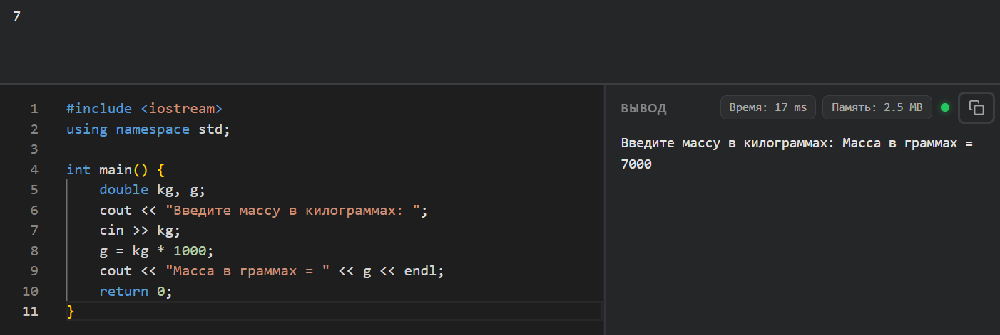 7
1 #include <iostream>
2 using namespace std;
3
4 int main() {
5 double kg, g;
6 cout << "Введите массу в килограммах: ";
7 cin >> kg;
8 g = kg * 1000;
9 cout << "Масса в граммах = " << g << endl;
10 return 0;
11 }
ВЫВОД Время: 17 ms Память: 2.5 MB
Введите массу в килограммах: Масса в граммах =
7000